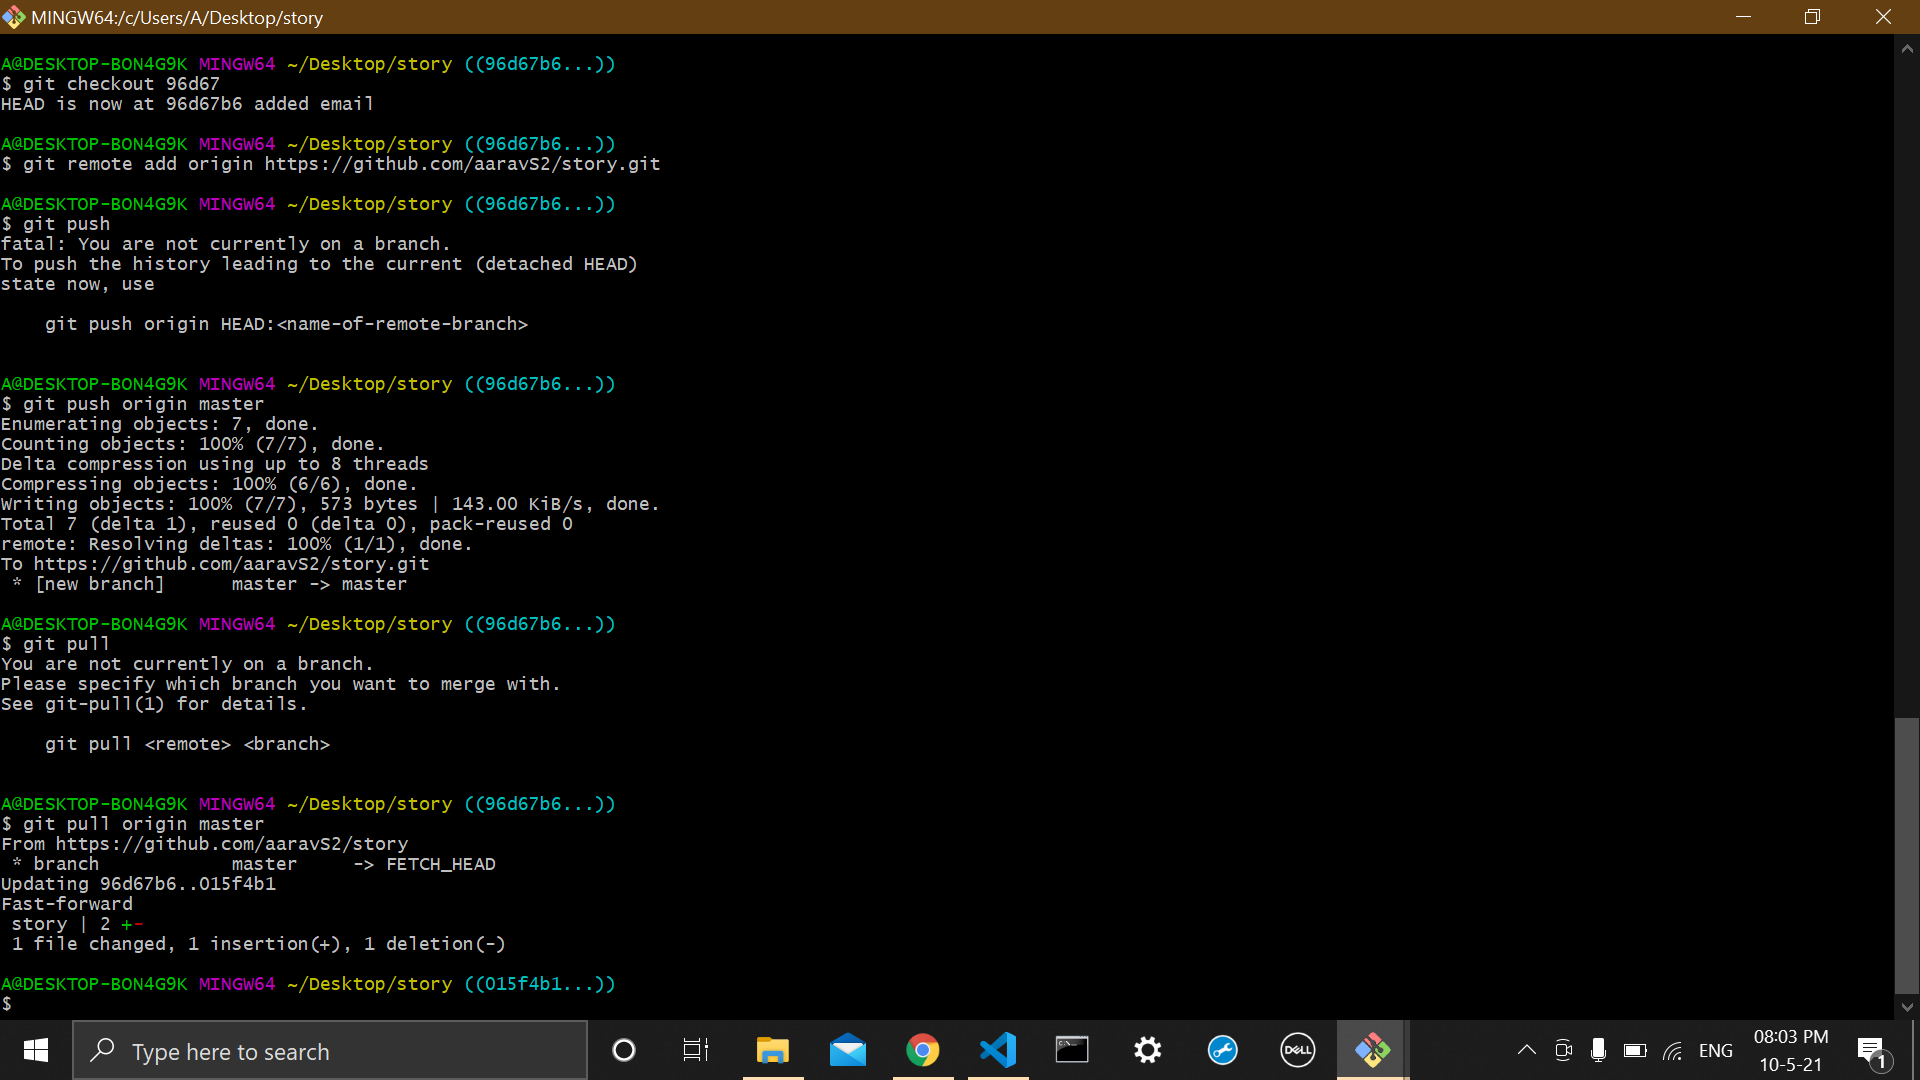 MINGW64:/c/Users/A/Desktop/story
A@DESKTOP-BON4G9K MINGW64 ~/Desktop/story ((96d67b6...))
$ git checkout 96d67
HEAD is now at 96d67b6 added email
A@DESKTOP-BON4G9K MINGW64 ~/Desktop/story ((96d67b6...))
$ git remote add origin https://github.com/aaravS2/story.git
A@DESKTOP-BON4G9K MINGW64 ~/Desktop/story ((96d67b6...))
$ git push
fatal: You are not currently on a branch.
To push the history leading to the current (detached HEAD)
state now, use
git push origin HEAD:<name-of-remote-branch>
A@DESKTOP-BON4G9K MINGW64 ~/Desktop/story ((96d67b6...))
$ git push origin master
Enumerating objects: 7, done.
Counting objects: 100% (7/7), done.
Delta compression using up to 8 threads
Compressing objects: 100% (6/6), done.
Writing objects: 100% (7/7), 573 bytes | 143.00 KiB/s, done.
Total 7 (delta 1), reused 0 (delta 0), pack-reused 0
remote: Resolving deltas: 100% (1/1), done.
To https://github.com/aaravS2/story.git
* [new branch]      master -> master
A@DESKTOP-BON4G9K MINGW64 ~/Desktop/story ((96d67b6...))
$ git pull
You are not currently on a branch.
Please specify which branch you want to merge with.
See git-pull(1) for details.
git pull <remote> <branch>
A@DESKTOP-BON4G9K MINGW64 ~/Desktop/story ((96d67b6...))
$ git pull origin master
From https://github.com/aaravS2/story
* branch            master     -> FETCH_HEAD
Updating 96d67b6..015f4b1
Fast-forward
story | 2 +-
1 file changed, 1 insertion(+), 1 deletion(-)
A@DESKTOP-BON4G9K MINGW64 ~/Desktop/story ((015f4b1...))
$
Type here to search
DELL
ENG
08:03 PM
10-5-21
1